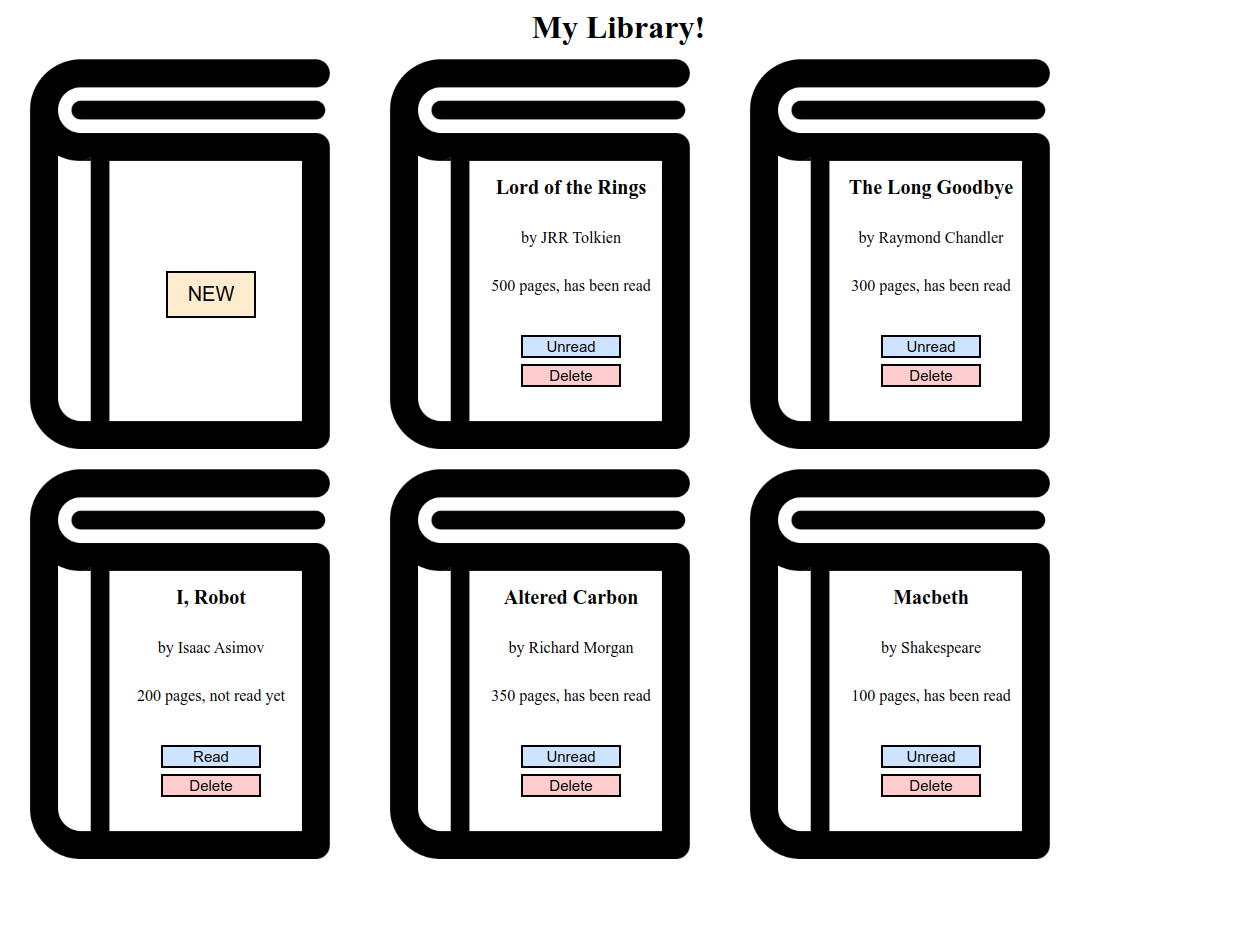 My Library!
NEW
Lord of the Rings
by JRR Tolkien
500 pages, has been read
Unread
Delete
The Long Goodbye
by Raymond Chandler
300 pages, has been read
Unread
Delete
I, Robot
by Isaac Asimov
200 pages, not read yet
Read
Delete
Altered Carbon
by Richard Morgan
350 pages, has been read
Unread
Delete
Macbeth
by Shakespeare
100 pages, has been read
Unread
Delete